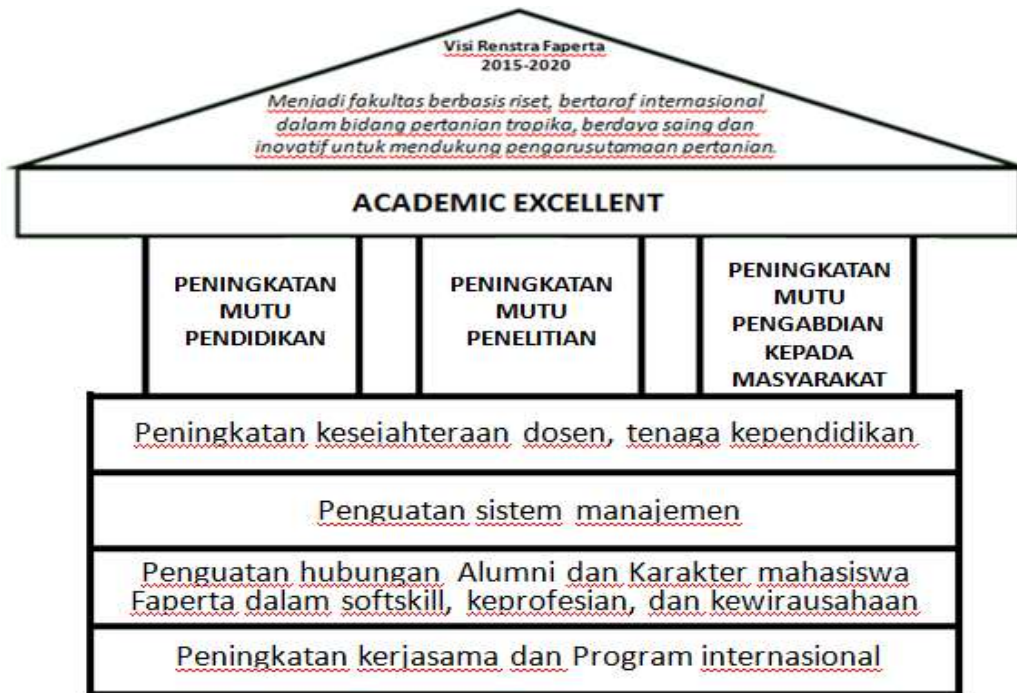 Visi Renstra Faperta
2015-2020
Menjadi fakultas berbasis riset, bertaraf internasional
dalam bidang pertanian tropika, berdaya saing dan
inovatif untuk mendukung pengarusutamaan pertanian.
ACADEMIC EXCELLENT
PENINGKATAN
MUTU
PENDIDIKAN
PENINGKATAN
MUTU
PENELITIAN
PENINGKATAN
MUTU
PENGABDIAN
KEPADA
MASYARAKAT
Peningkatan kesejahteraan dosen, tenaga kependidikan
Penguatan sistem manajemen
Penguatan hubungan Alumni dan Karakter mahasiswa
Faperta dalam softskill, keprofesian, dan kewirausahaan
Peningkatan kerjasama dan Program internasional